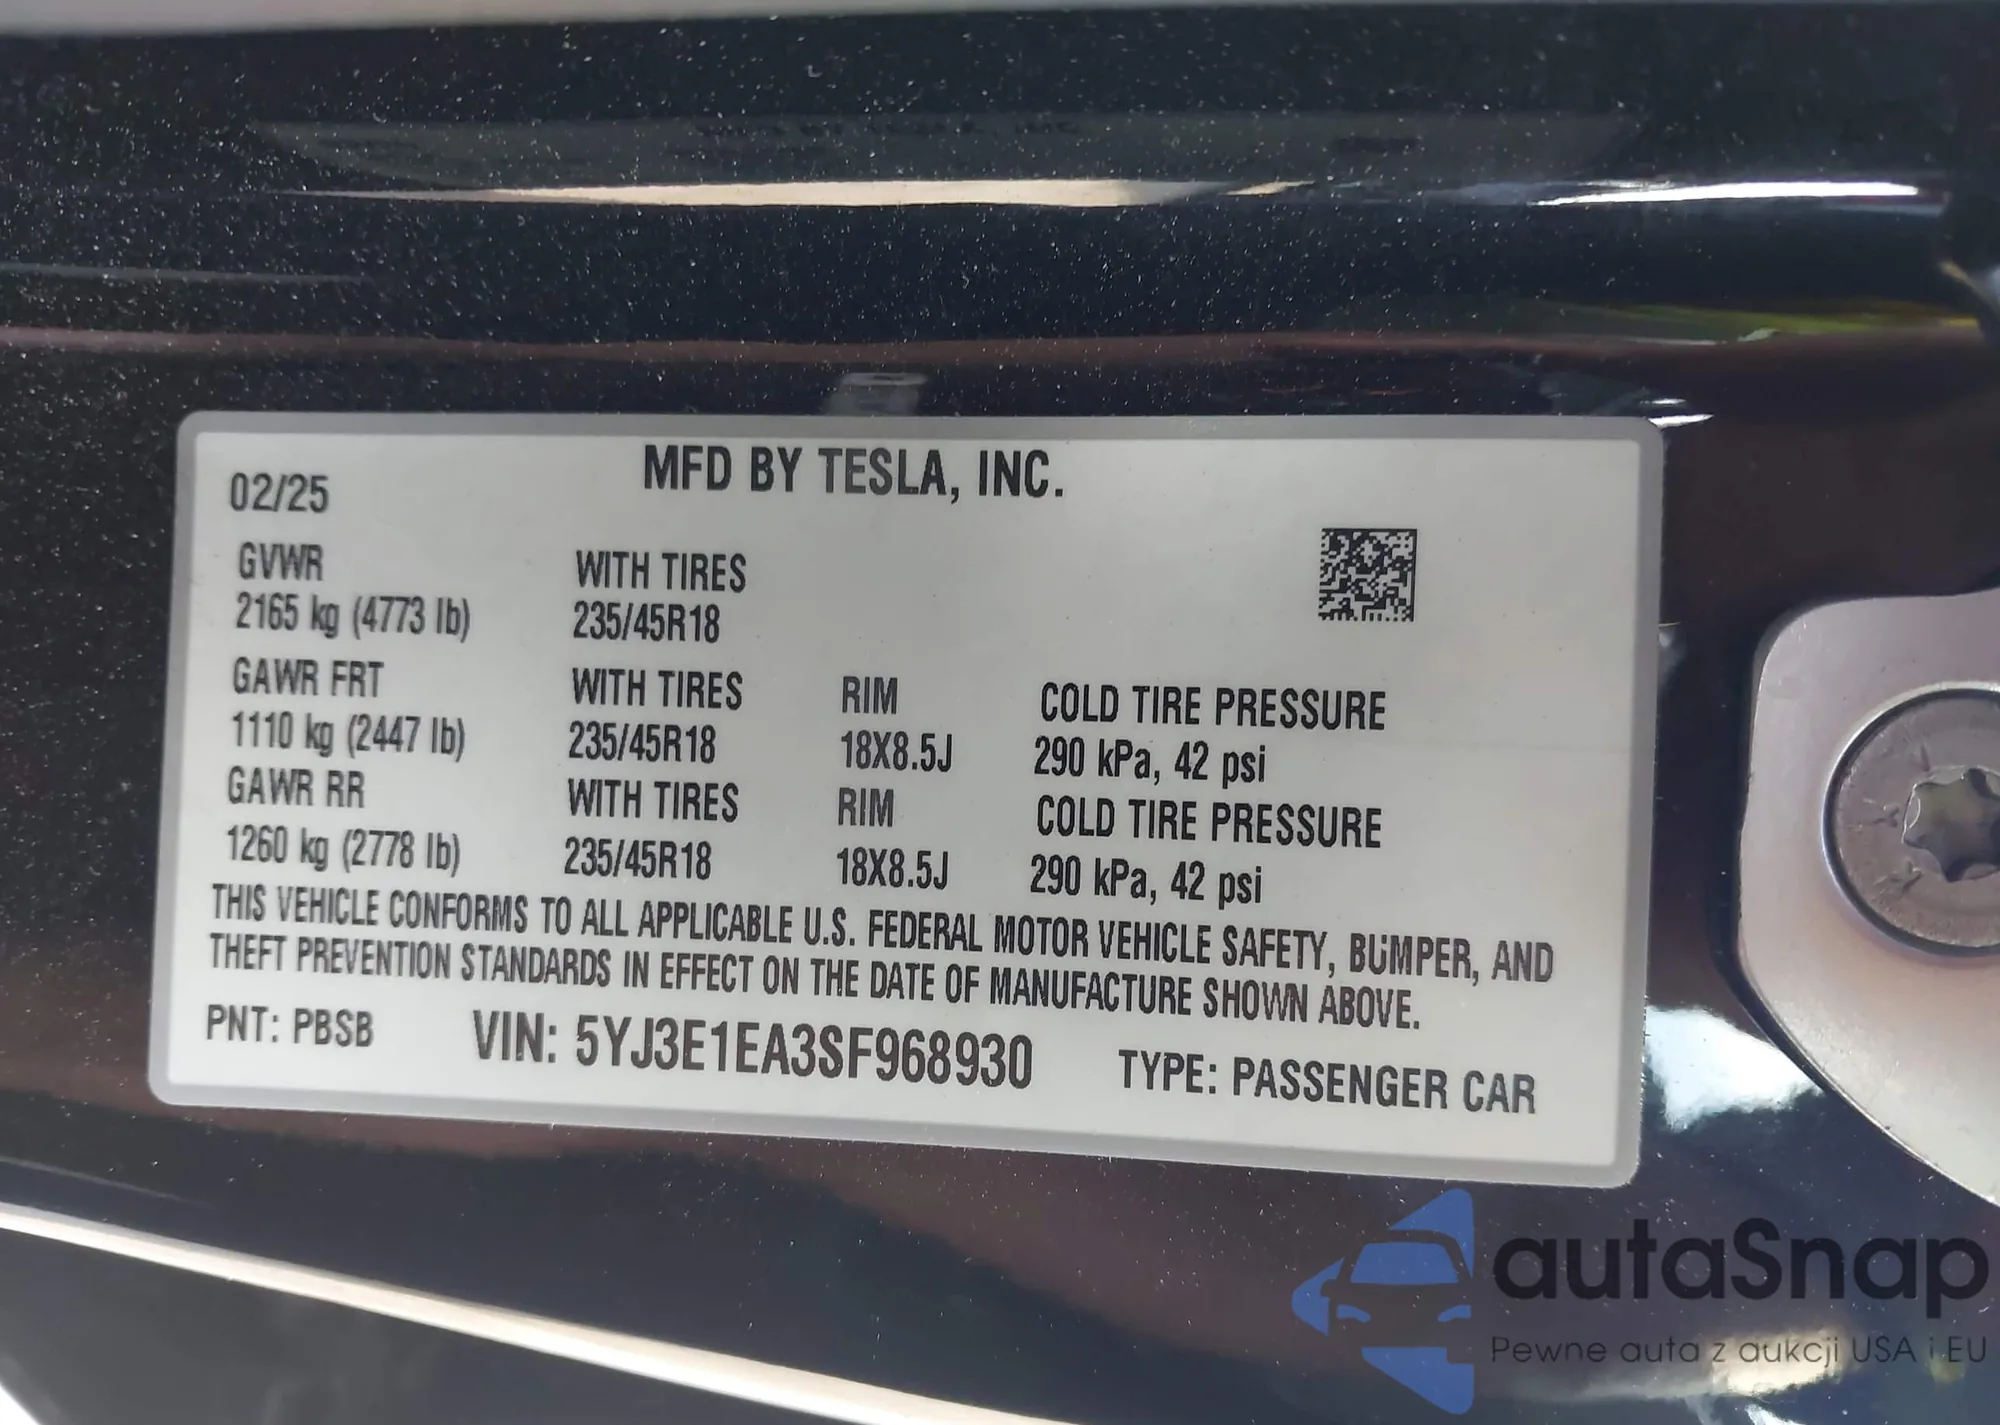 MFD BY TESLA, INC.
02/25
GVWR WITH TIRES
2165 kg (4773 lb) 235/45R18
GAWR FRT WITH TIRES RIM COLD TIRE PRESSURE
1110 kg (2447 lb) 235/45R18 18X8.5J 290 kPa, 42 psi
GAWR RR WITH TIRES RIM COLD TIRE PRESSURE
1260 kg (2778 lb) 235/45R18 18X8.5J 290 kPa, 42 psi
THIS VEHICLE CONFORMS TO ALL APPLICABLE U.S. FEDERAL MOTOR VEHICLE SAFETY, BUMPER, AND
THEFT PREVENTION STANDARDS IN EFFECT ON THE DATE OF MANUFACTURE SHOWN ABOVE.
PNT: PBSB VIN: 5YJ3E1EA3SF968930 TYPE: PASSENGER CAR
autaSnap
Pewne auta z aukcji USA i EU